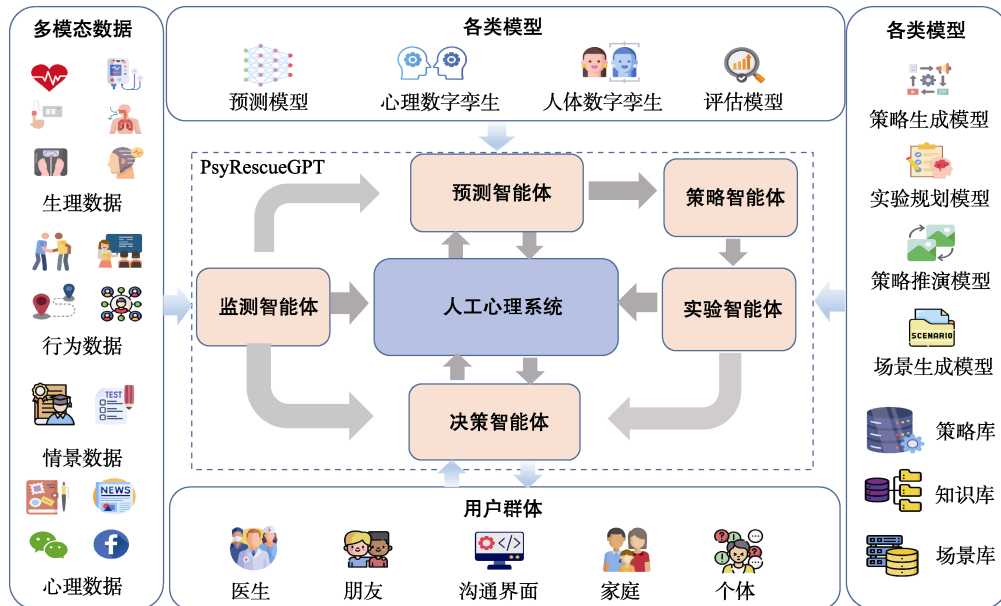 多模态数据
生理数据
行为数据
TEST
情景数据
NEWS
心理数据
各类模型
预测模型
心理数字孪生
人体数字孪生
评估模型
PsyRescueGPT
预测智能体
策略智能体
监测智能体
人工心理系统
实验智能体
决策智能体
用户群体
医生
朋友
沟通界面
家庭
个体
各类模型
策略生成模型
实验规划模型
策略推演模型
SCENARIO
场景生成模型
策略库
知识库
场景库